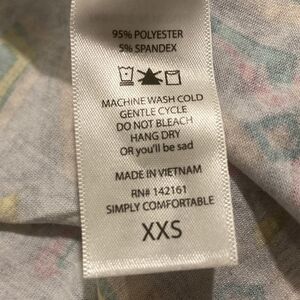 95% POLYESTER
5% SPANDEX
MACHINE WASH COLD
GENTLE CYCLE
DO NOT BLEACH
HANG DRY
OR you'll be sad
MADE IN VIETNAM
RN# 142161
SIMPLY COMFORTABLE
XXS